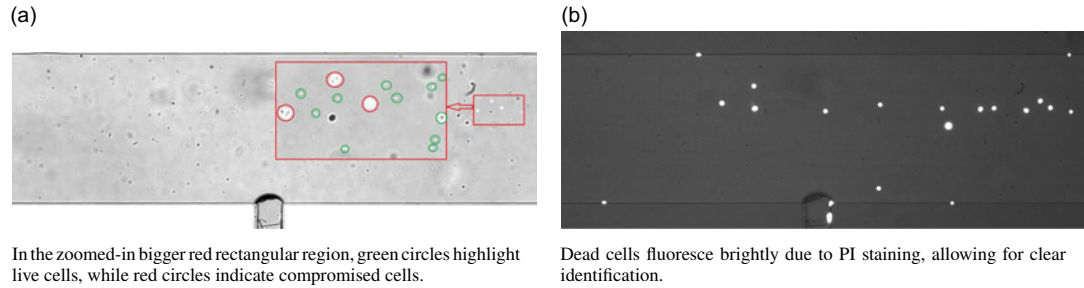 (a)
(b)
In the zoomed-in bigger red rectangular region, green circles highlight
live cells, while red circles indicate compromised cells.
Dead cells fluoresce brightly due to PI staining, allowing for clear
identification.